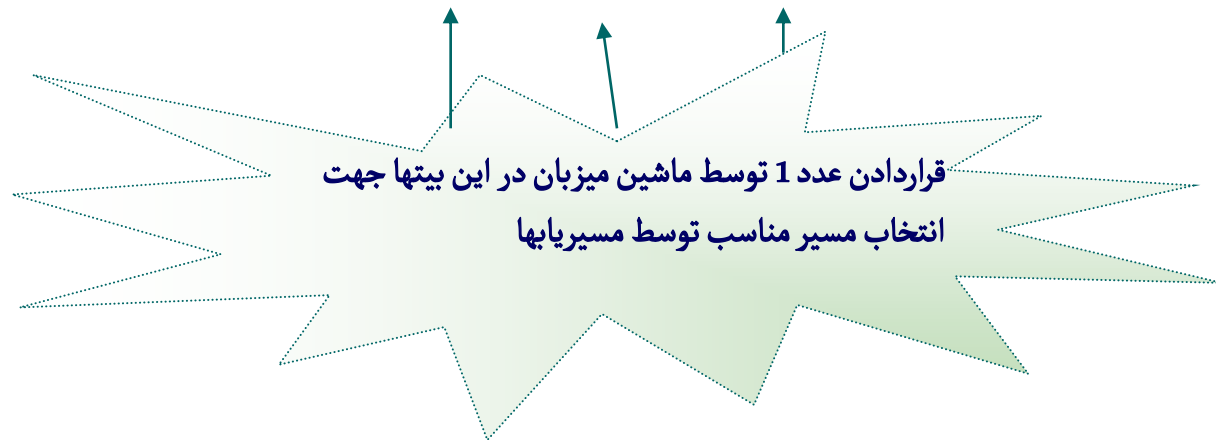 قراردادن عدد 1 توسط ماشین میزبان در این بیتها جهت
انتخاب مسیر مناسب توسط مسیریابها